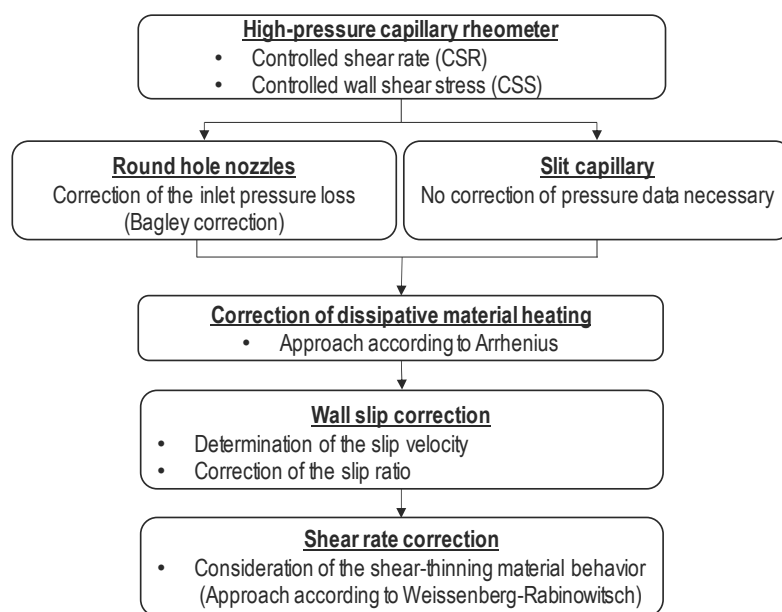 High-pressure capillary rheometer
• Controlled shear rate (CSR)
• Controlled wall shear stress (CSS)
Round hole nozzles
Correction of the inlet pressure loss
(Bagley correction)
Slit capillary
No correction of pressure data necessary
Correction of dissipative material heating
• Approach according to Arrhenius
Wall slip correction
• Determination of the slip velocity
• Correction of the slip ratio
Shear rate correction
• Consideration of the shear-thinning material behavior
(Approach according to Weissenberg-Rabinowitsch)